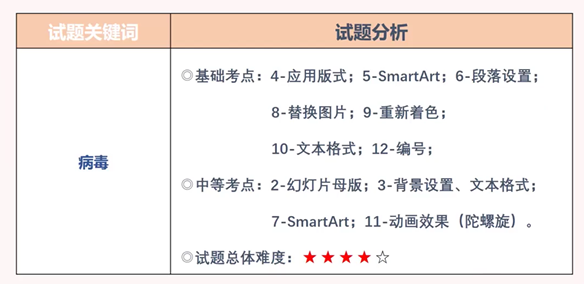 试题关键词 试题分析
◎基础考点：4-应用版式；5-SmartArt；6-段落设置；
8-替换图片；9-重新着色；
10-文本格式；12-编号；
病毒
◎中等考点：2-幻灯片母版；3-背景设置、文本格式；
7-SmartArt；11-动画效果（陀螺旋）。
◎试题总体难度：★★★★☆